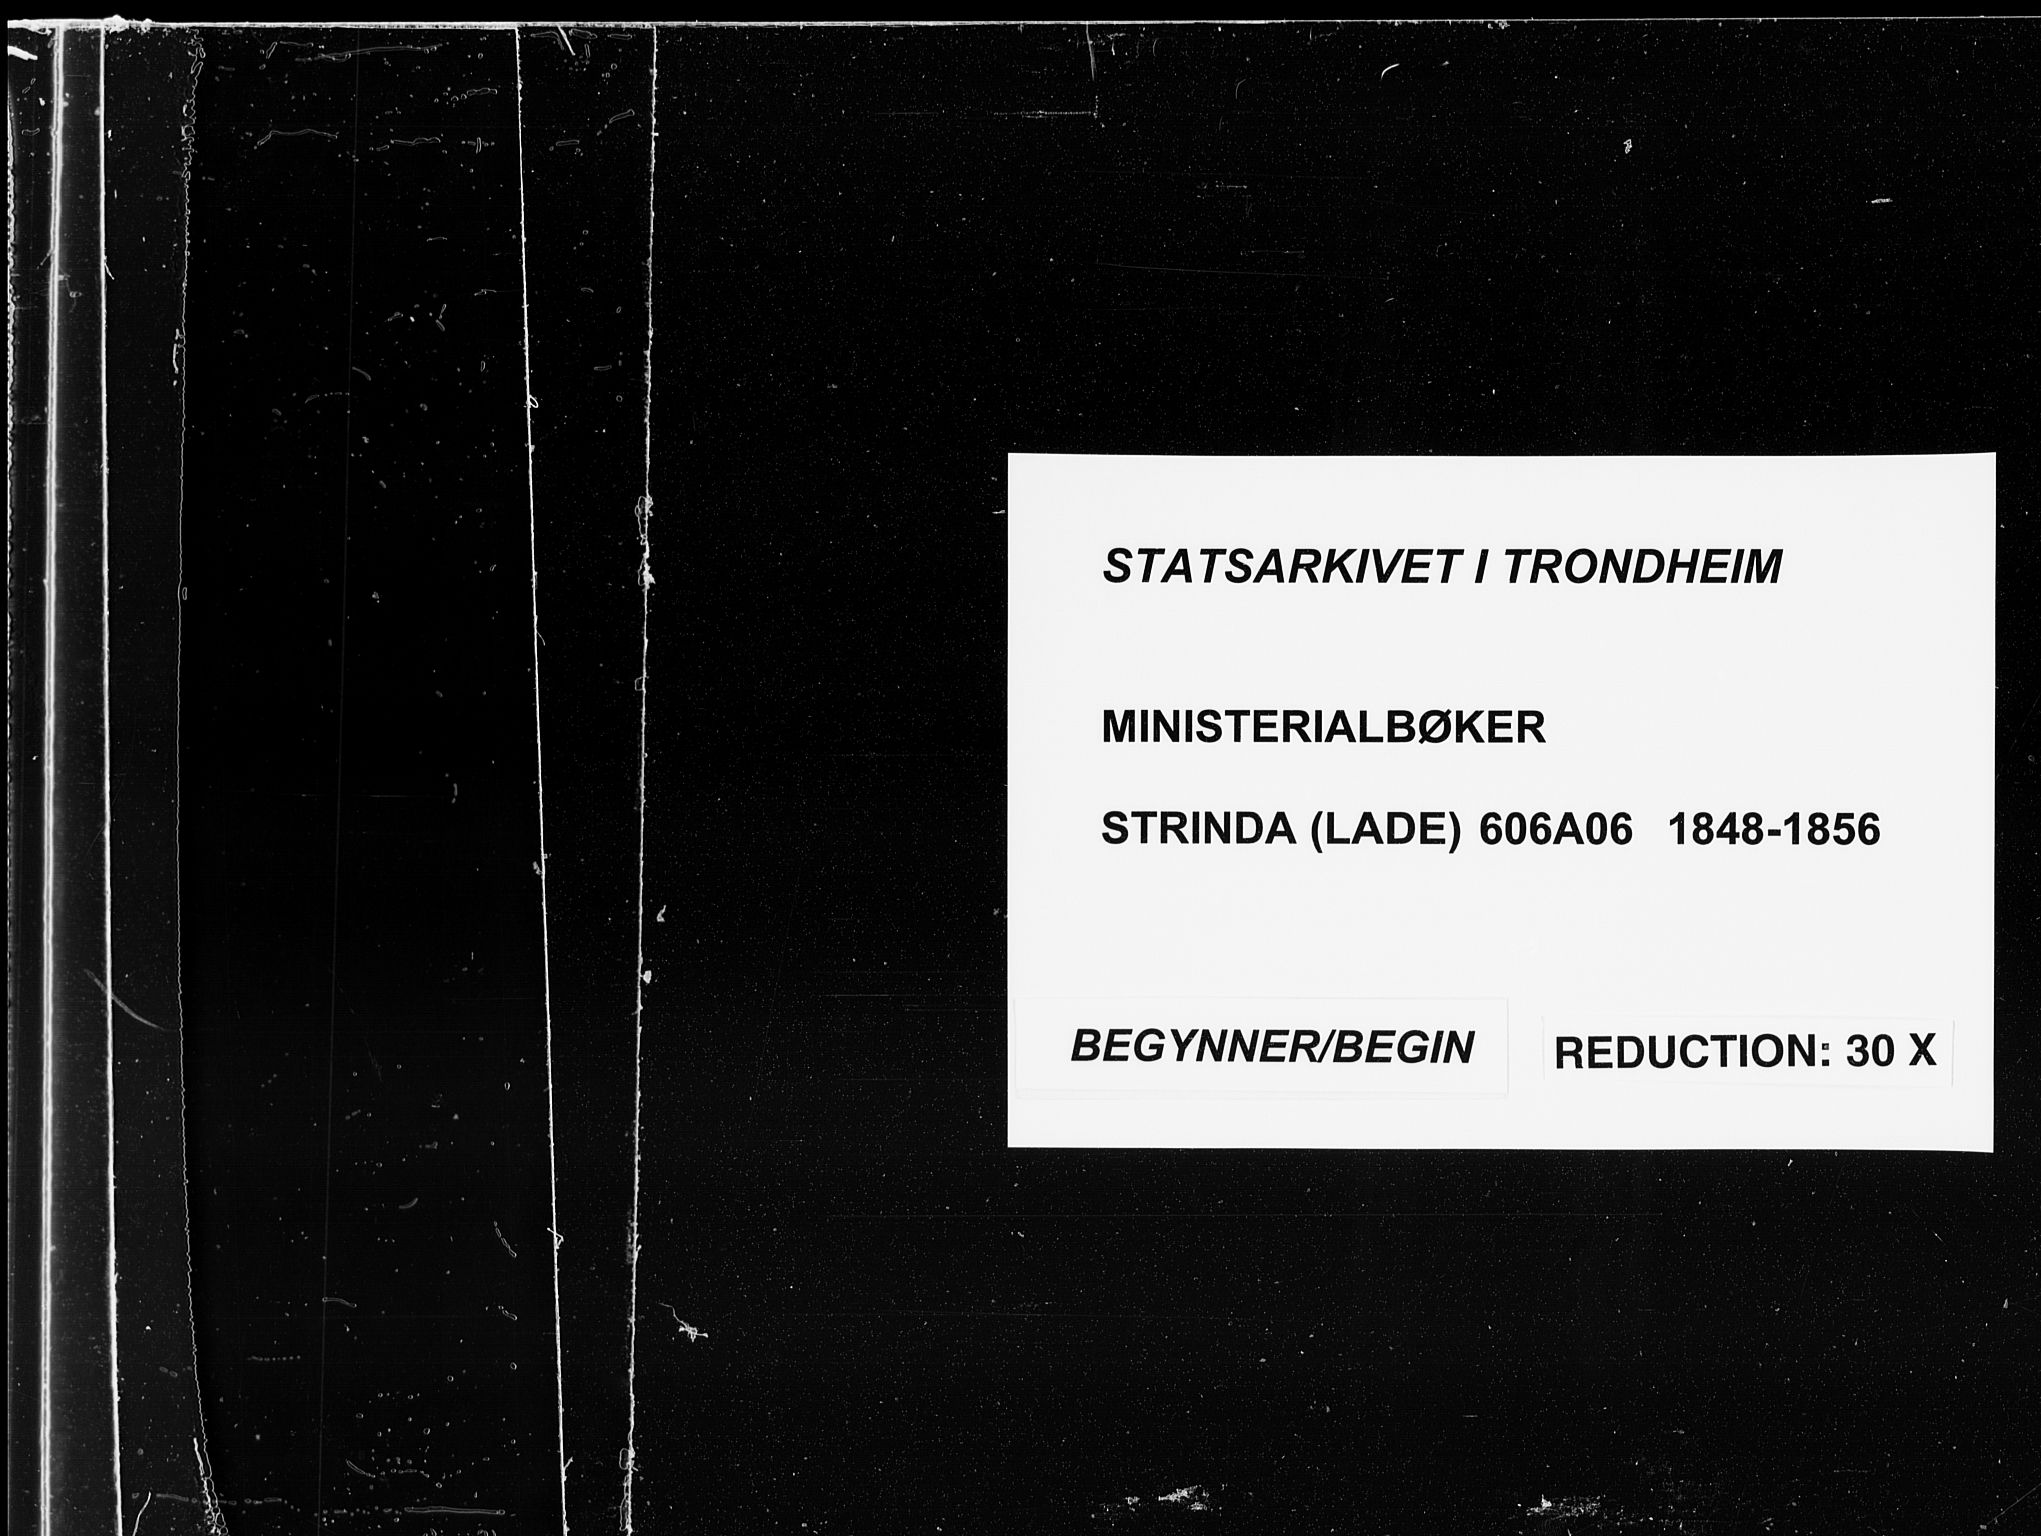 STATSARKIVET I TRONDHEIM
MINISTERIALBØKER
STRINDA (LADE) 606A06 1848-1856
BEGYNNER/BEGIN
REDUCTION: 30 X